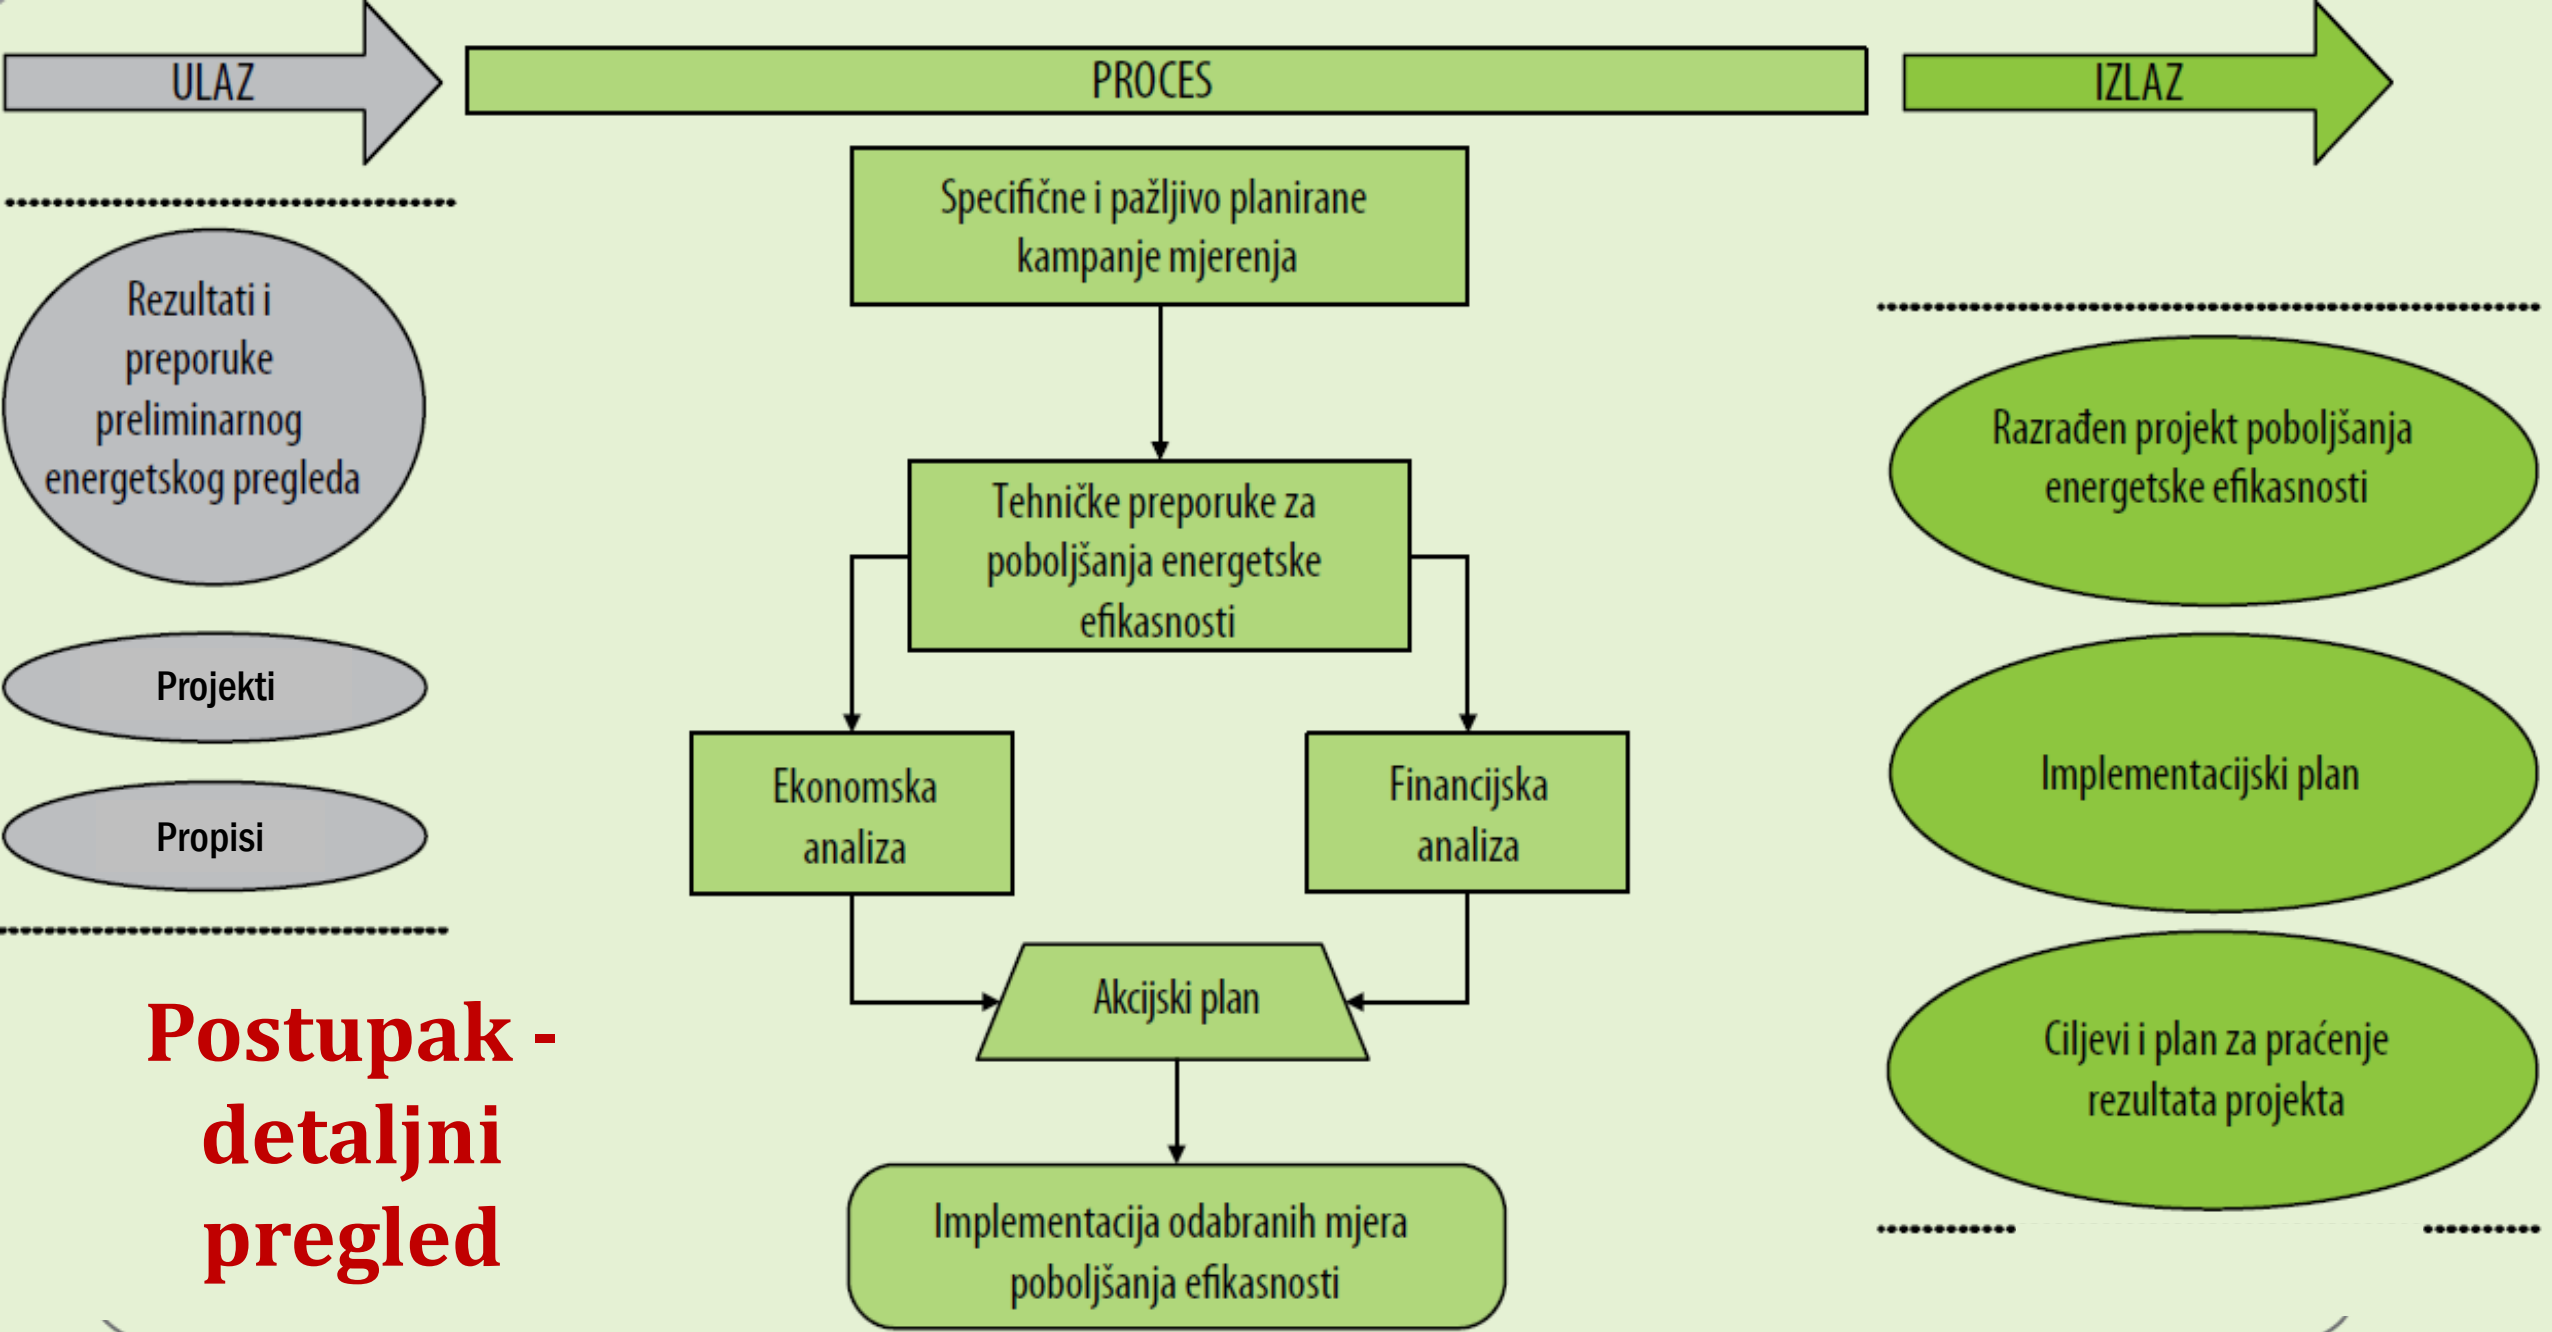 ULAZ
PROCES
IZLAZ
Rezultati i
preporuke
preliminarnog
energetskog pregleda
Projekti
Propisi
Postupak -
detaljni
pregled
Specifične i pažljivo planirane
kampanje mjerenja
Tehničke preporuke za
poboljšanja energetske
efikasnosti
Ekonomska
analiza
Financijska
analiza
Akcijski plan
Implementacija odabranih mjera
poboljšanja efikasnosti
Razrađen projekt poboljšanja
energetske efikasnosti
Implementacijski plan
Ciljevi i plan za praćenje
rezultata projekta